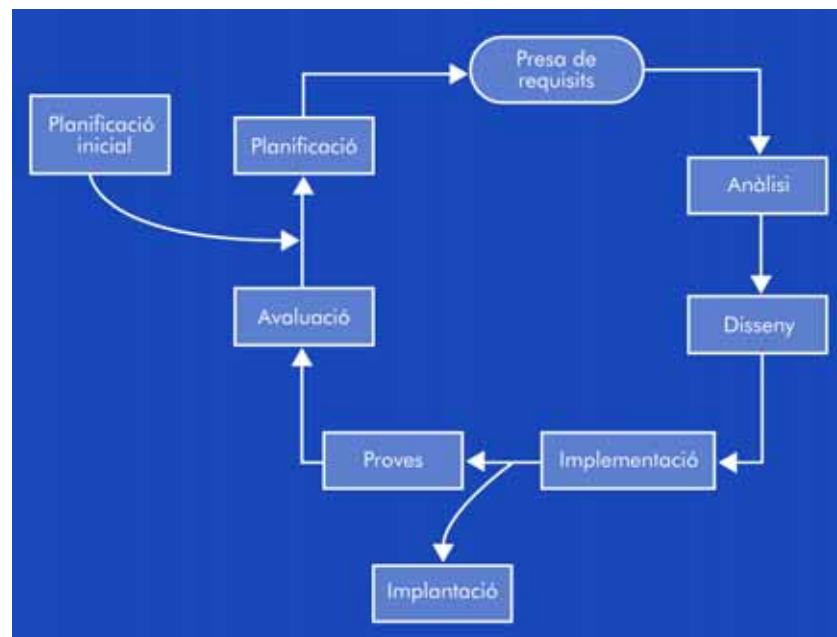 Presa de
requisits
Planificació
inicial
Planificació
Anàlisi
Avaluació
Disseny
Proves
Implementació
Implantació